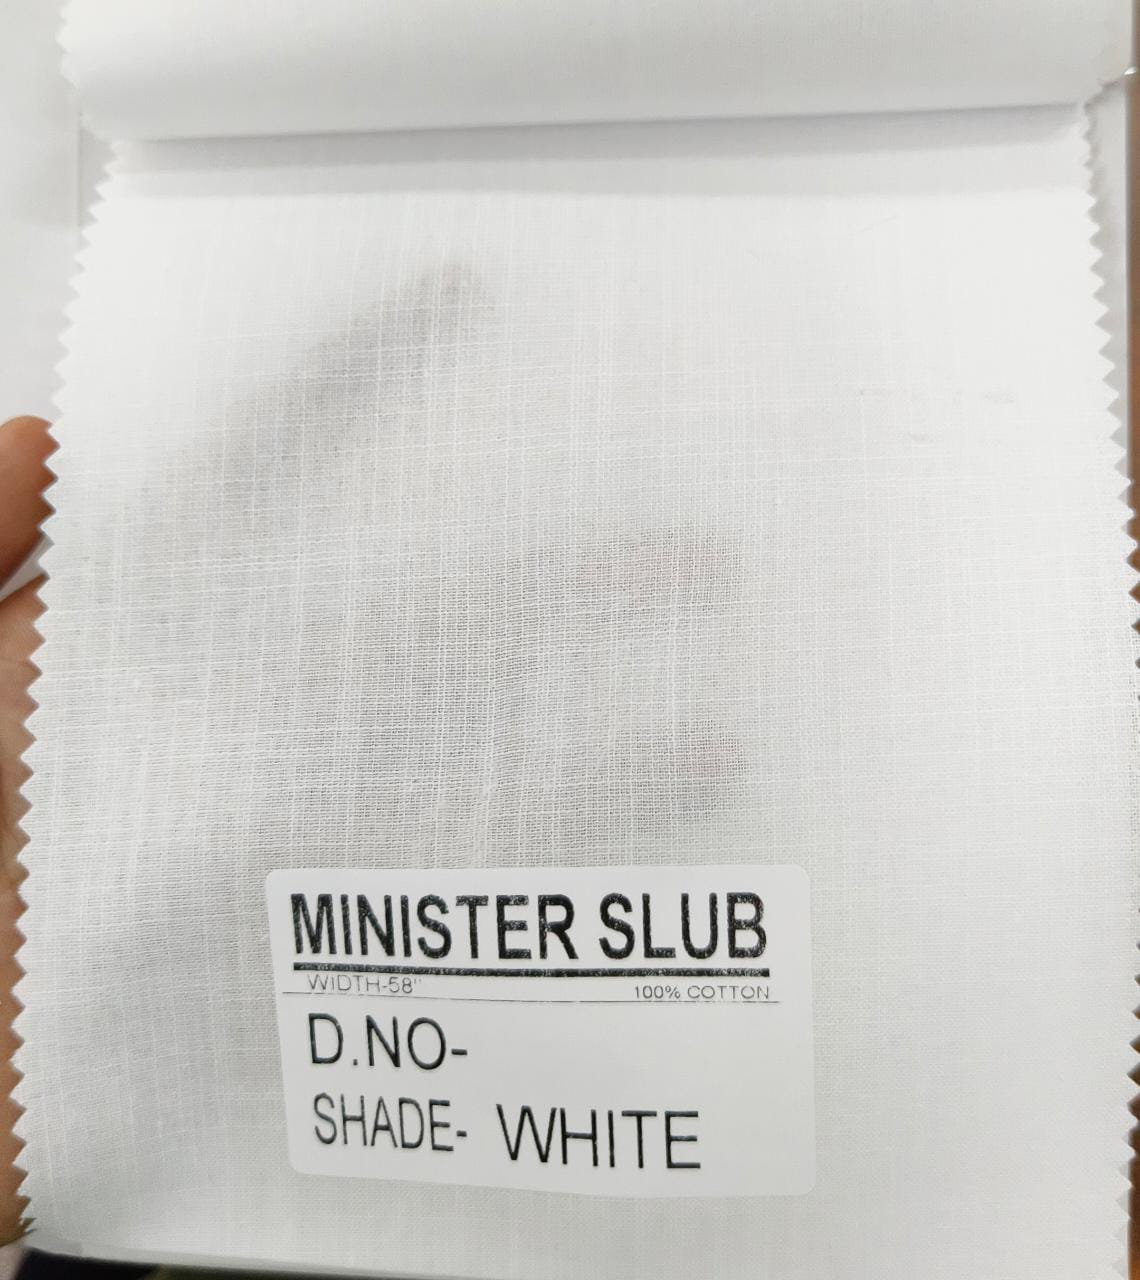 MINISTER SLUB
WIDTH-58" 100% COTTON
D.NO-
SHADE- WHITE